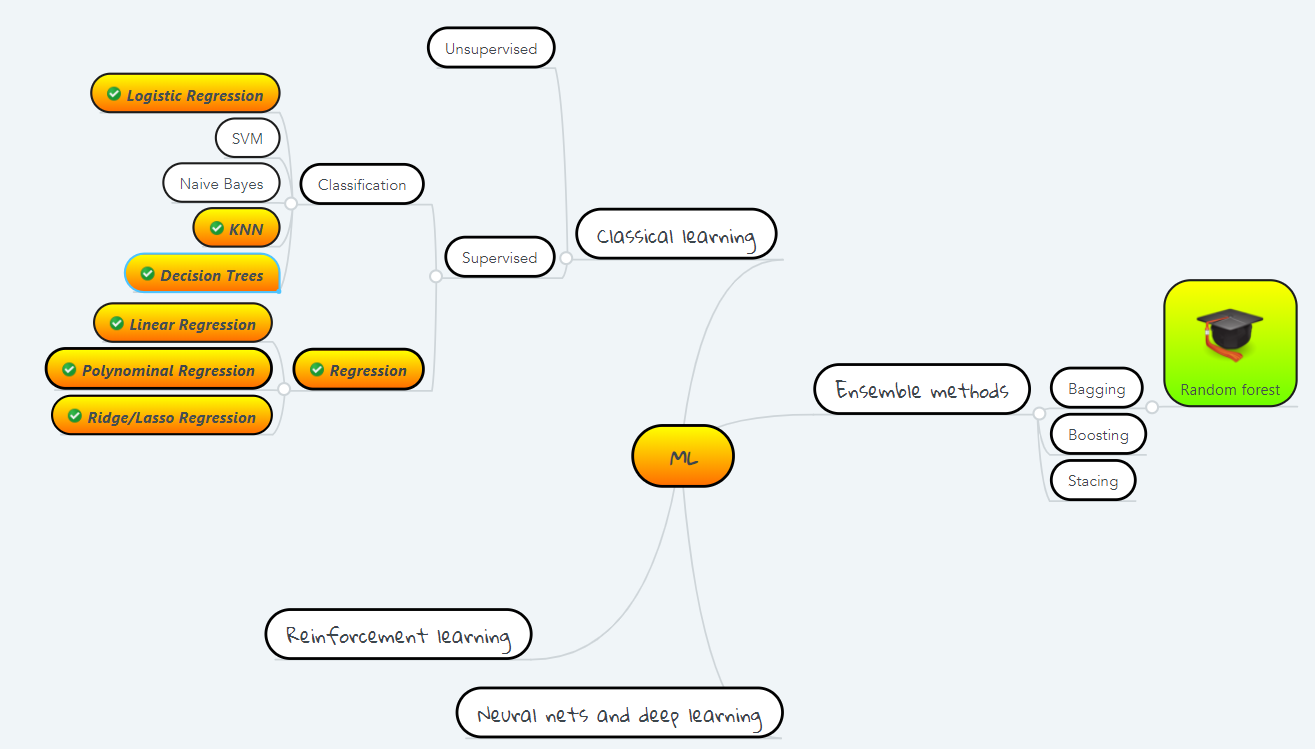 Unsupervised
Logistic Regression
SVM
Naive Bayes
Classification
KNN
Classical learning
Supervised
Decision Trees
Linear Regression
Polynominal Regression
Regression
Ridge/Lasso Regression
Random forest
Ensemble methods
Bagging
Boosting
Stacing
ML
Reinforcement learning
Neural nets and deep learning